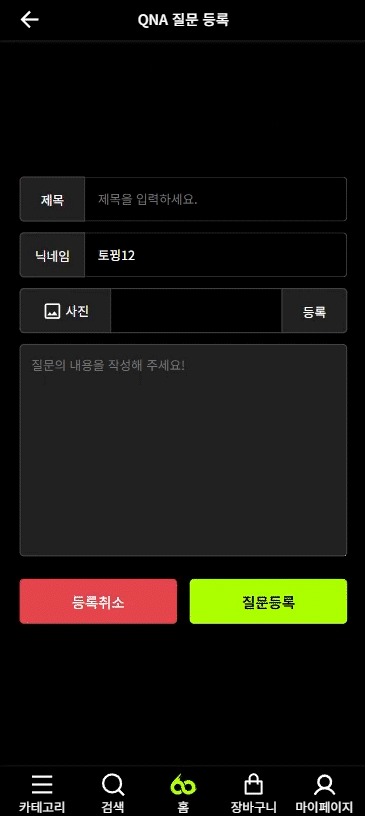 QNA 질문 등록
제목
제목을 입력하세요.
닉네임
토끵12
사진
등록
질문의 내용을 작성해 주세요!
등록취소
질문등록
카테고리
검색
홈
장바구니
마이페이지